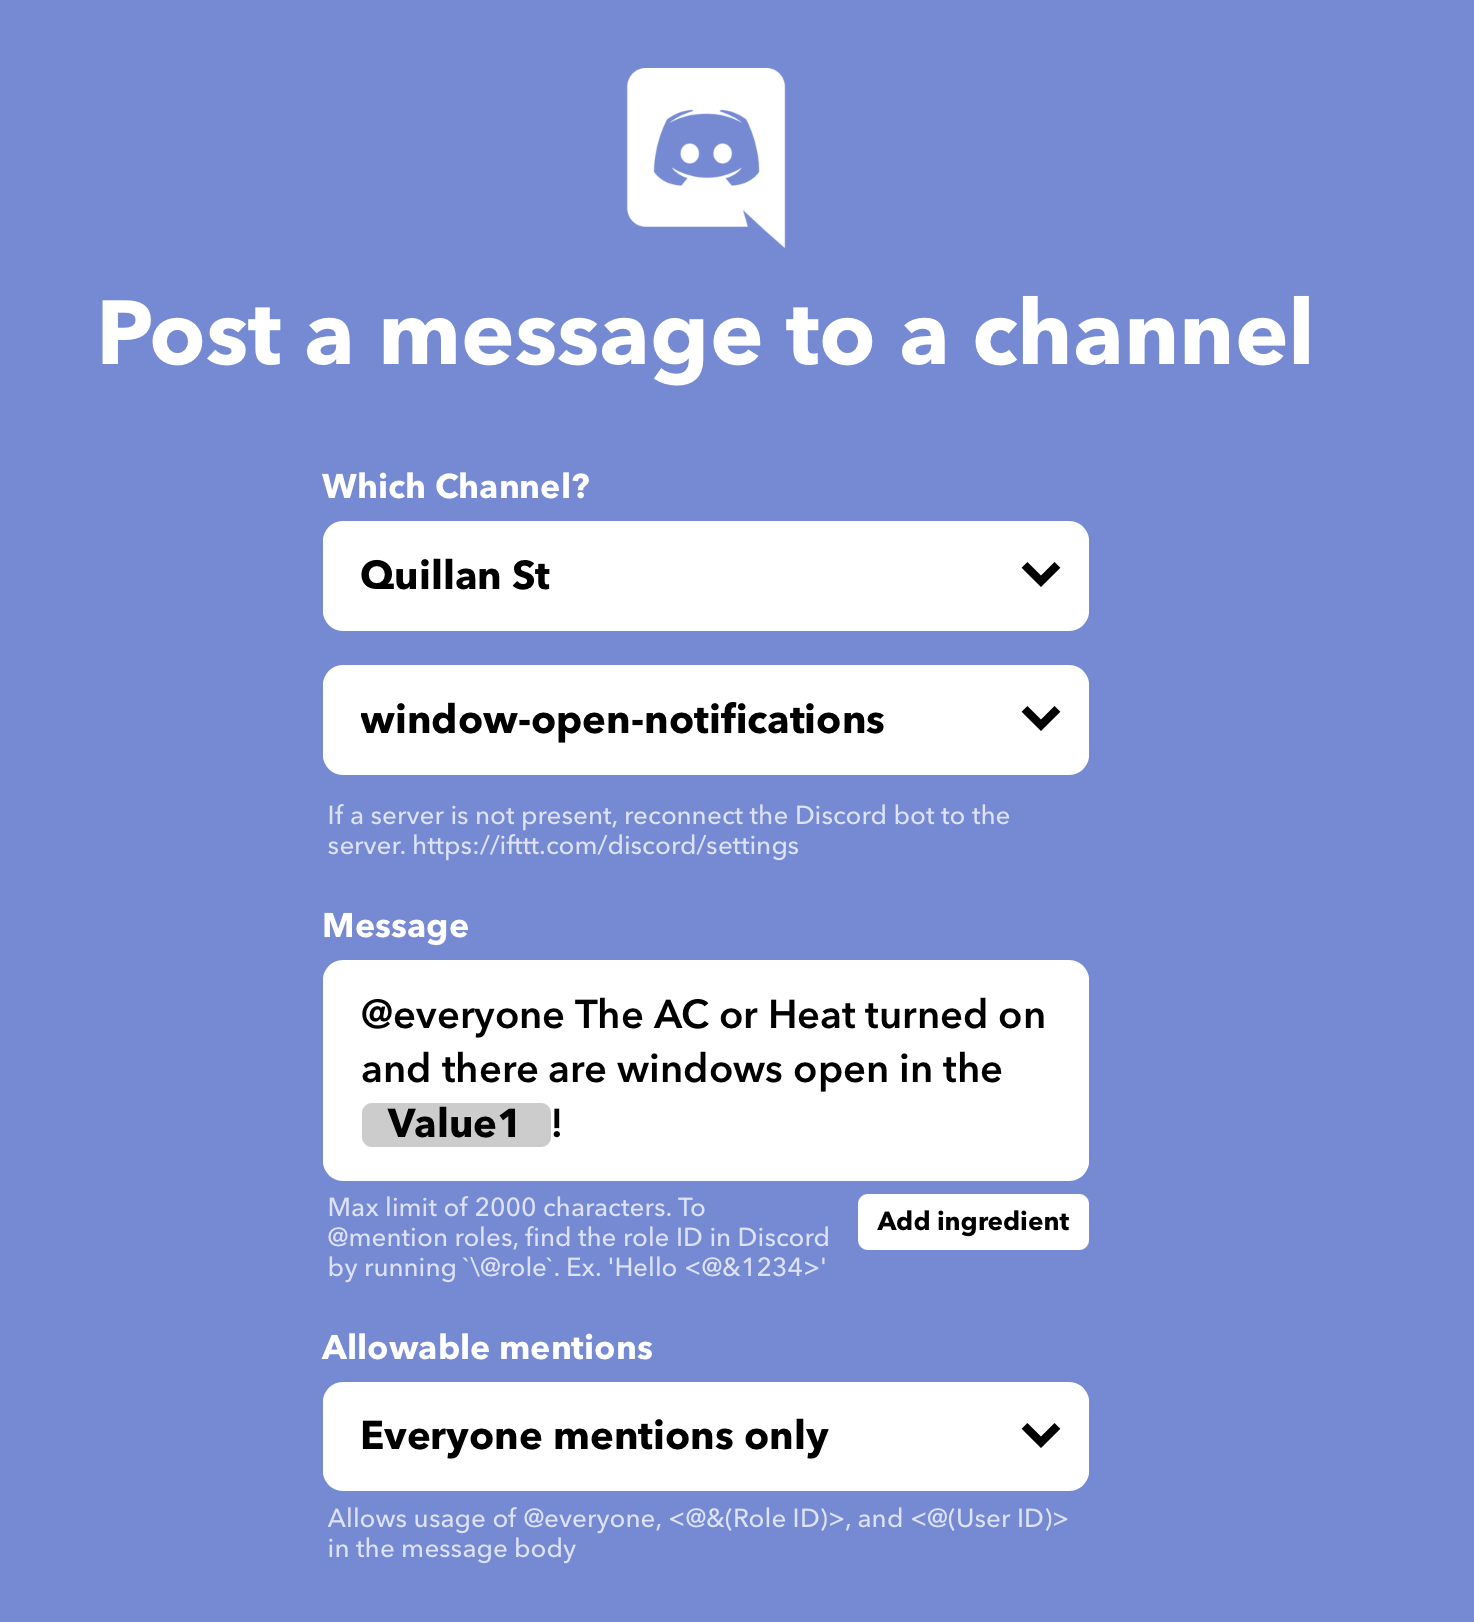 Post a message to a channel
Which Channel?
Quillan St
window-open-notifications
If a server is not present, reconnect the Discord bot to the
server. https://ifttt.com/discord/settings
Message
@everyone The AC or Heat turned on
and there are windows open in the
Value1 !
Max limit of 2000 characters. To
@mention roles, find the role ID in Discord
by running `\@role`. Ex. 'Hello <@&1234>'
Add ingredient
Allowable mentions
Everyone mentions only
Allows usage of @everyone, <@&(Role ID)>, and <@(User ID)>
in the message body